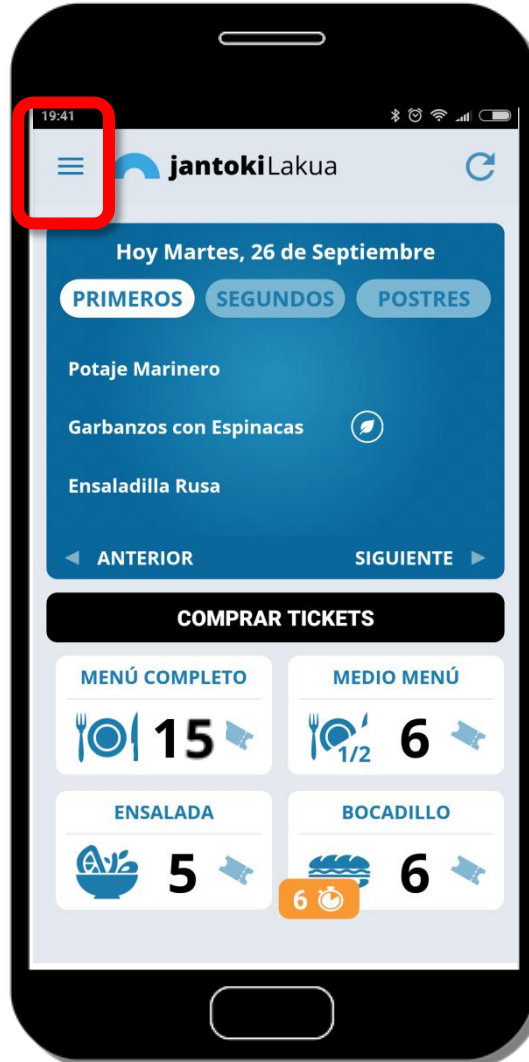 19:41
jantokiLakua
Hoy Martes, 26 de Septiembre
PRIMEROS SEGUNDOS POSTRES
Potaje Marinero
Garbanzos con Espinacas
Ensaladilla Rusa
ANTERIOR SIGUIENTE
COMPRAR TICKETS
MENÚ COMPLETO MEDIO MENÚ
15 1/2 6
ENSALADA BOCADILLO
5 6
6